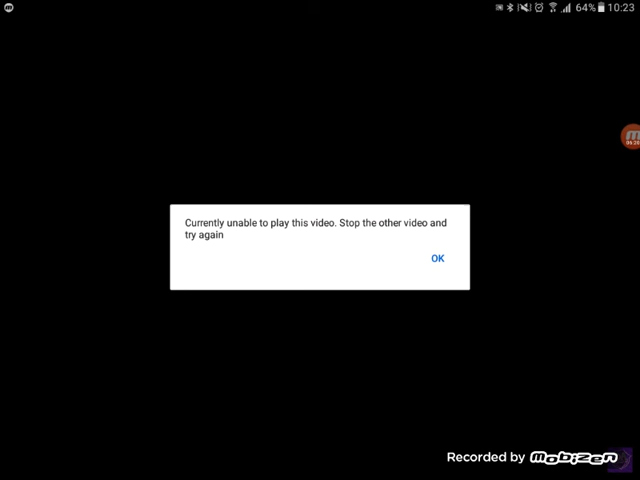 64% 10:23
Currently unable to play this video. Stop the other video and
try again
OK
Recorded by Mobizen